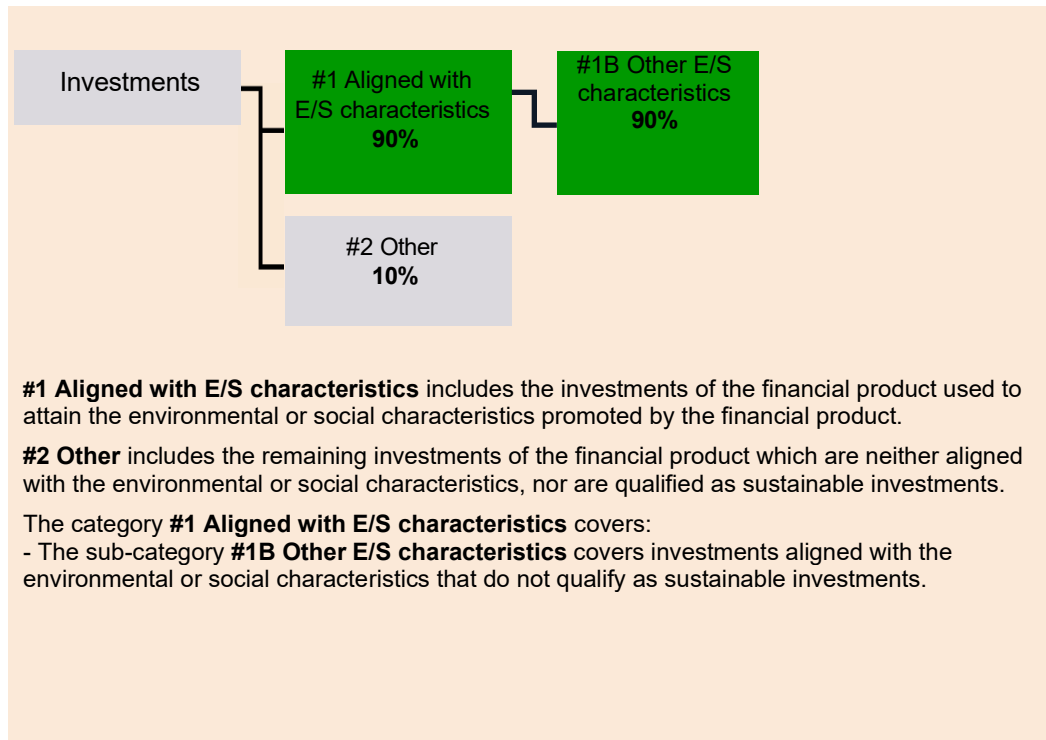 Investments
#1 Aligned with
E/S characteristics
90%
#1B Other E/S
characteristics
90%
#2 Other
10%
#1 Aligned with E/S characteristics includes the investments of the financial product used to
attain the environmental or social characteristics promoted by the financial product.
#2 Other includes the remaining investments of the financial product which are neither aligned
with the environmental or social characteristics, nor are qualified as sustainable investments.
The category #1 Aligned with E/S characteristics covers:
- The sub-category #1B Other E/S characteristics covers investments aligned with the
environmental or social characteristics that do not qualify as sustainable investments.